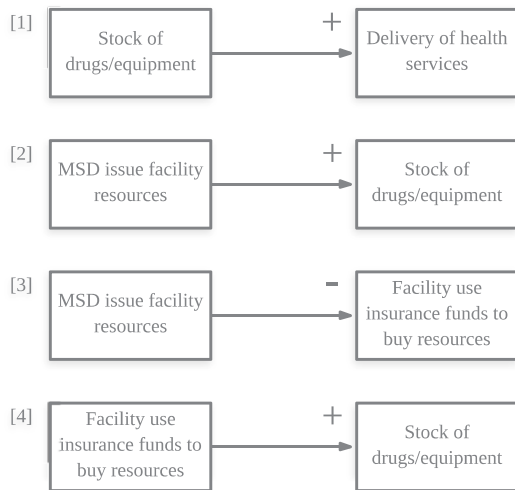 [1]
+
Stock of
drugs/equipment
Delivery of health
services
[2]
+
MSD issue facility
resources
Stock of
drugs/equipment
[3]
-
MSD issue facility
resources
Facility use
insurance funds to
buy resources
[4]
+
Facility use
insurance funds to
buy resources
Stock of
drugs/equipment